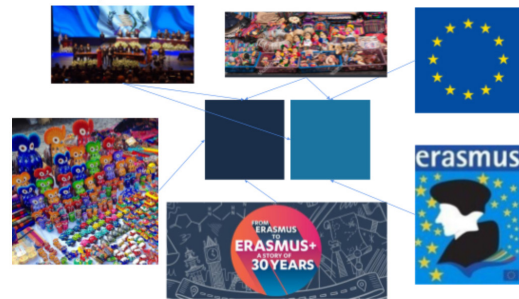 erasmus
FROM
ERASMUS
TO
ERASMUS+
A STORY OF
30 YEARS